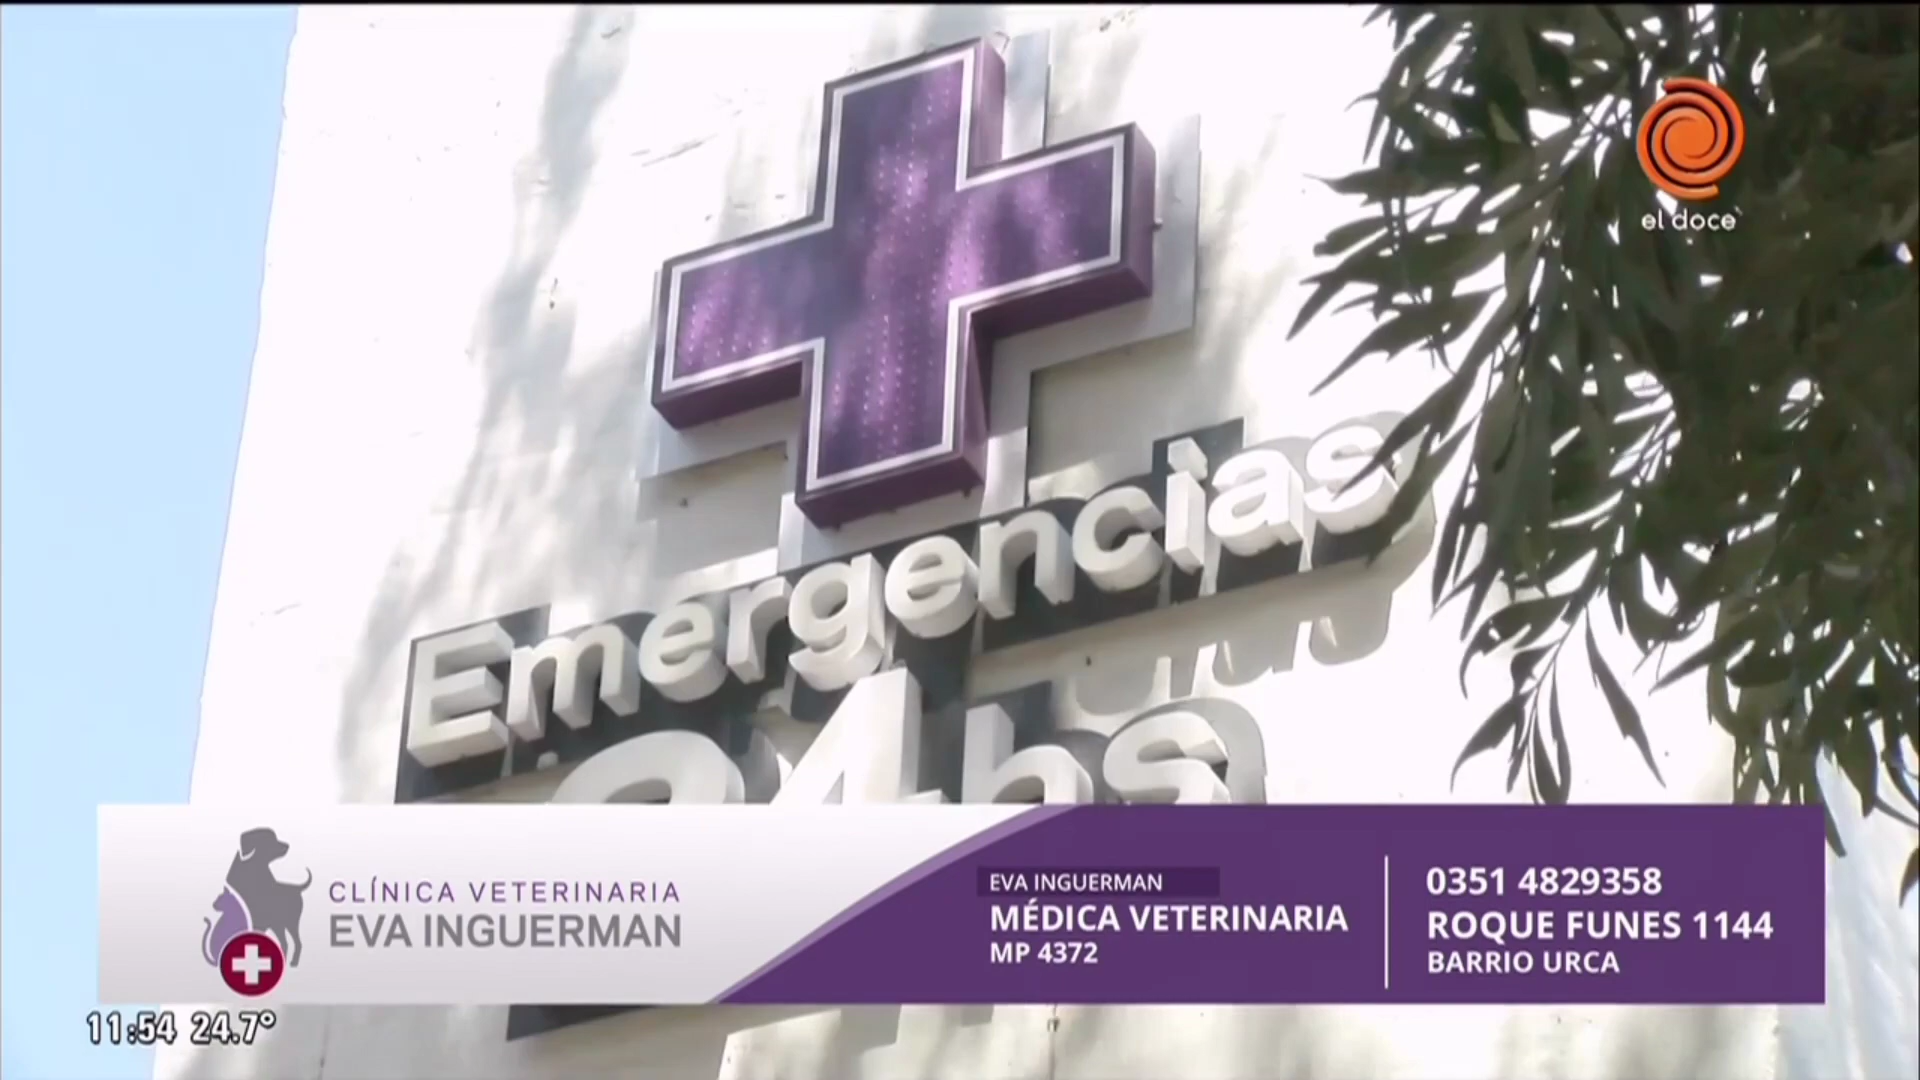 el doce
Emergencias
24hs
CLÍNICA VETERINARIA
EVA INGUERMAN
EVA INGUERMAN
MÉDICA VETERINARIA
MP 4372
0351 4829358
ROQUE FUNES 1144
BARRIO URCA
11:54 24.7°